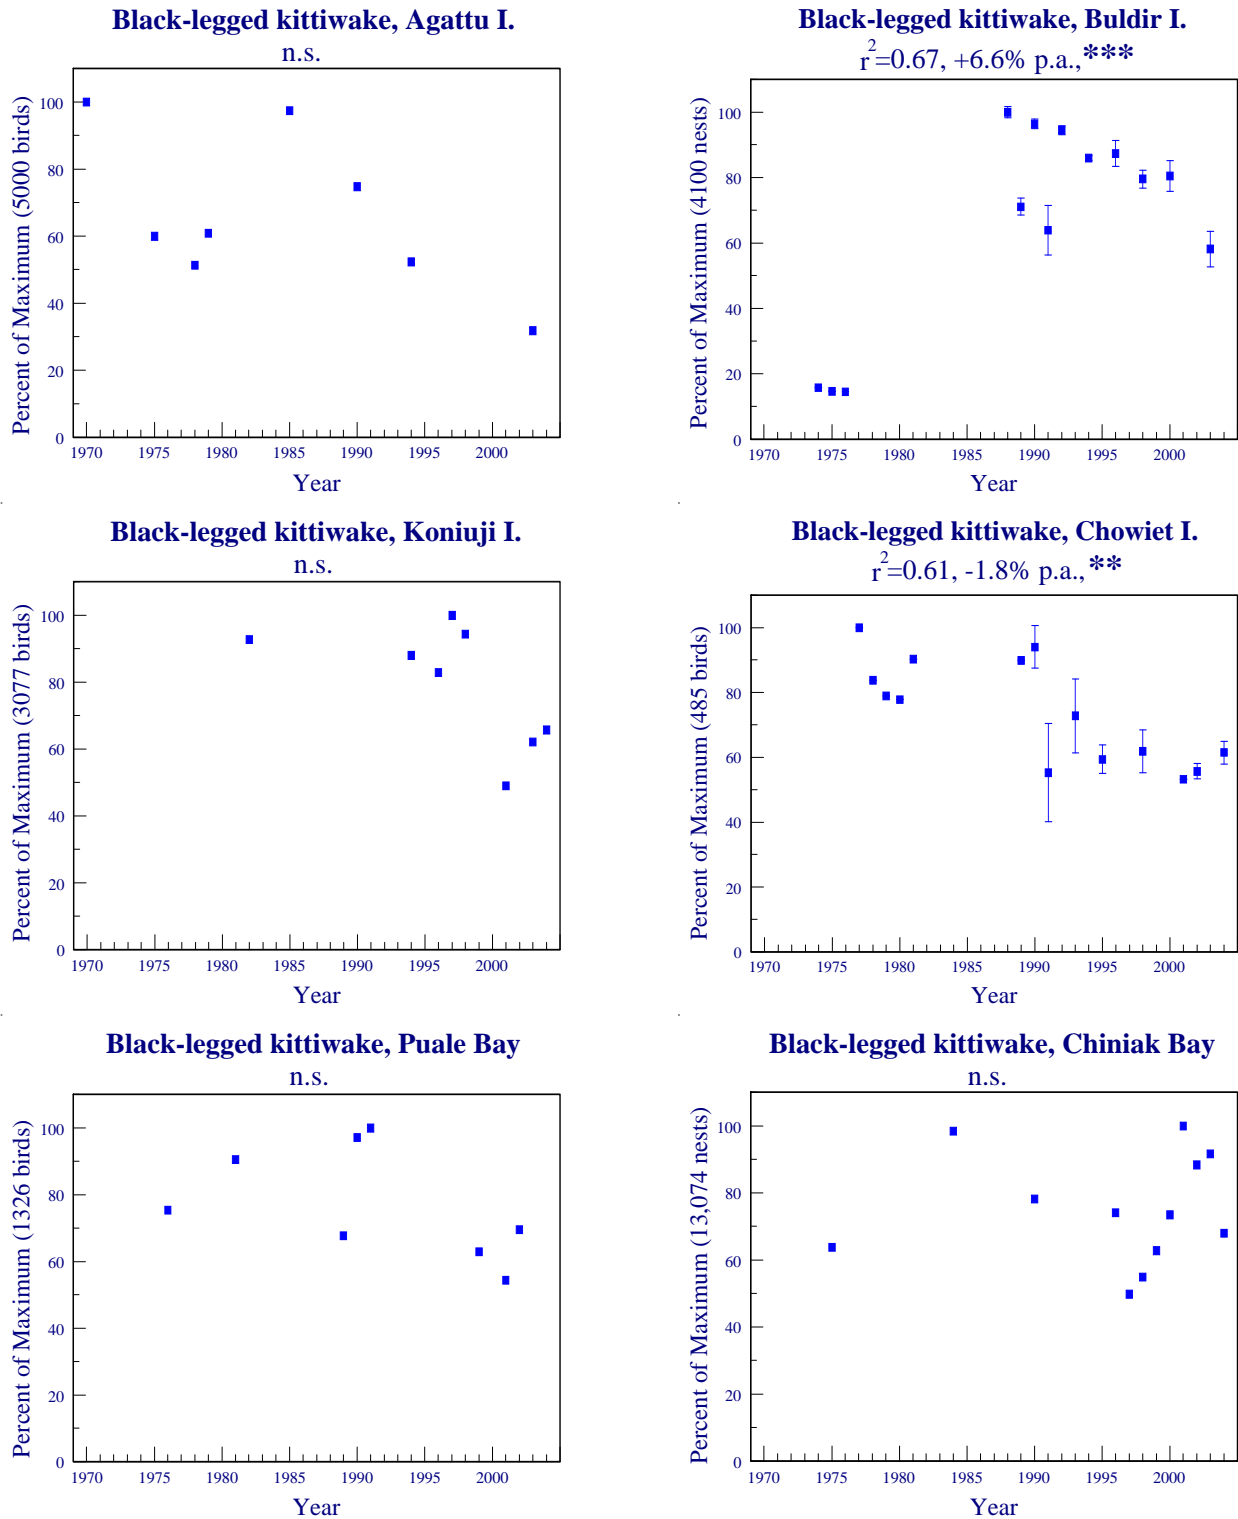 Black-legged kittiwake, Agattu I.
n.s.
Percent of Maximum (5000 birds)
100
80
60
40
20
0
1970 1975 1980 1985 1990 1995 2000
Year
Black-legged kittiwake, Buldir I.
r²=0.67, +6.6% p.a.,***
Percent of Maximum (4100 nests)
100
80
60
40
20
0
1970 1975 1980 1985 1990 1995 2000
Year
Black-legged kittiwake, Koniuji I.
n.s.
Percent of Maximum (3077 birds)
100
80
60
40
20
0
1970 1975 1980 1985 1990 1995 2000
Year
Black-legged kittiwake, Chowiet I.
r²=0.61, -1.8% p.a.,**
Percent of Maximum (485 birds)
100
80
60
40
20
0
1970 1975 1980 1985 1990 1995 2000
Year
Black-legged kittiwake, Puale Bay
n.s.
Percent of Maximum (1326 birds)
100
80
60
40
20
0
1970 1975 1980 1985 1990 1995 2000
Year
Black-legged kittiwake, Chiniak Bay
n.s.
Percent of Maximum (13,074 nests)
100
80
60
40
20
0
1970 1975 1980 1985 1990 1995 2000
Year